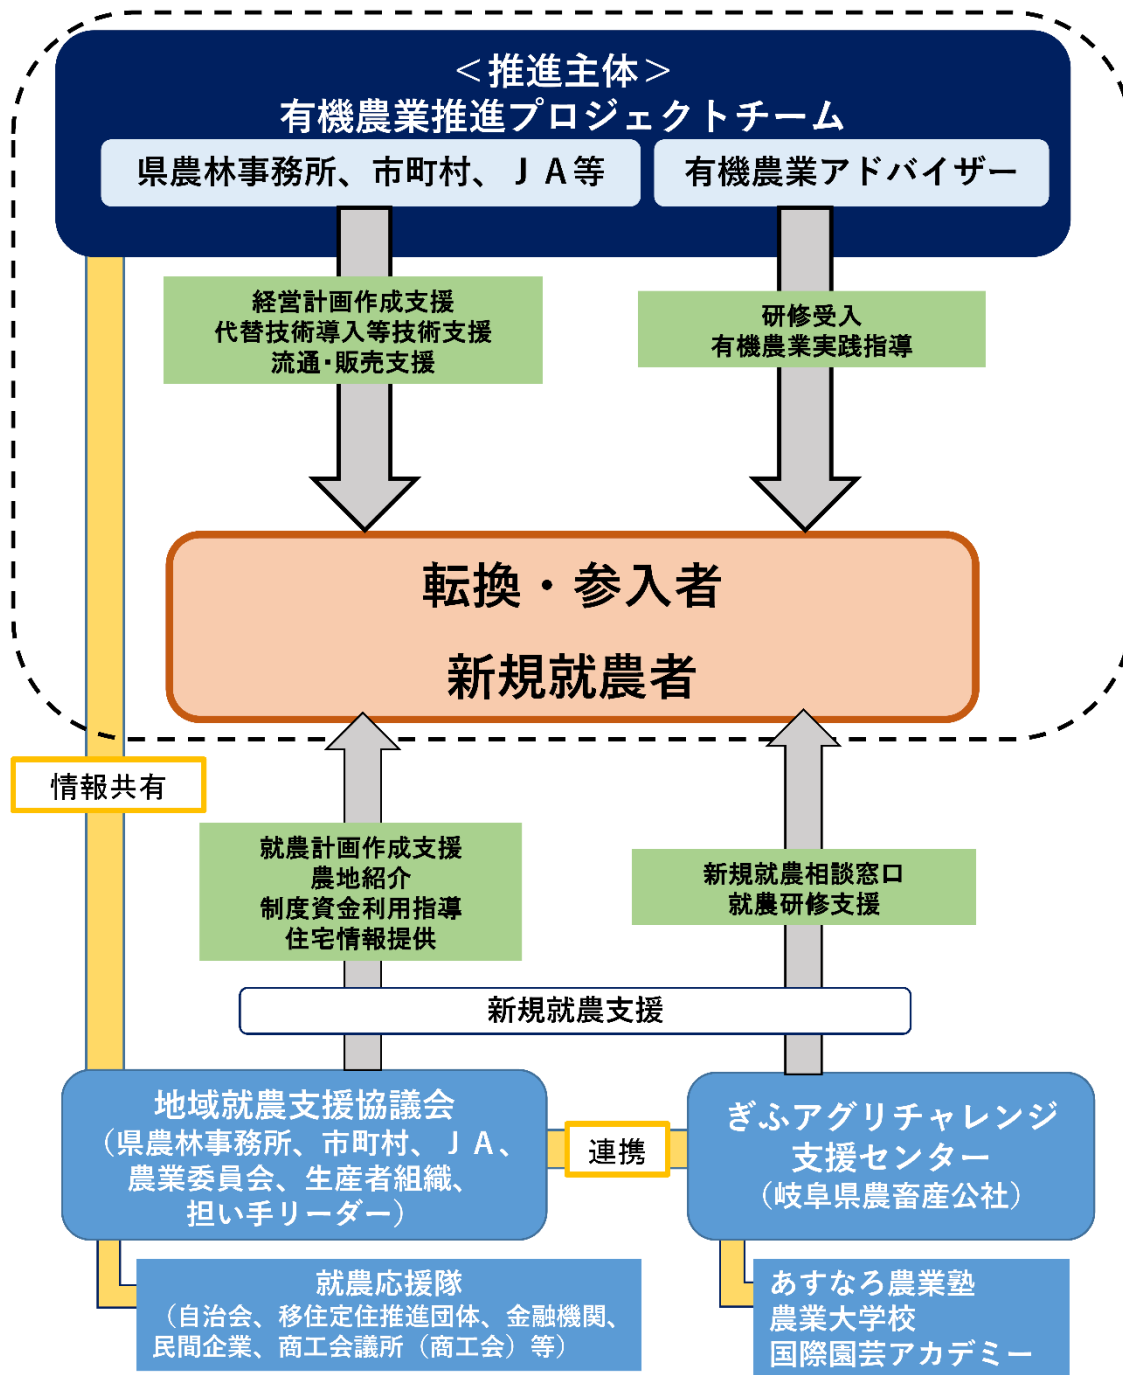 ＜推進主体＞
有機農業推進プロジェクトチーム
県農林事務所、市町村、ＪＡ等
有機農業アドバイザー
経営計画作成支援
代替技術導入等技術支援
流通・販売支援
研修受入
有機農業実践指導
転換・参入者
新規就農者
情報共有
就農計画作成支援
農地紹介
制度資金利用指導
住宅情報提供
新規就農相談窓口
就農研修支援
新規就農支援
地域就農支援協議会
（県農林事務所、市町村、ＪＡ、
農業委員会、生産者組織、
担い手リーダー）
連携
ぎふアグリチャレンジ
支援センター
（岐阜県農畜産公社）
就農応援隊
（自治会、移住定住推進団体、金融機関、
民間企業、商工会議所（商工会）等）
あすなろ農業塾
農業大学校
国際園芸アカデミー